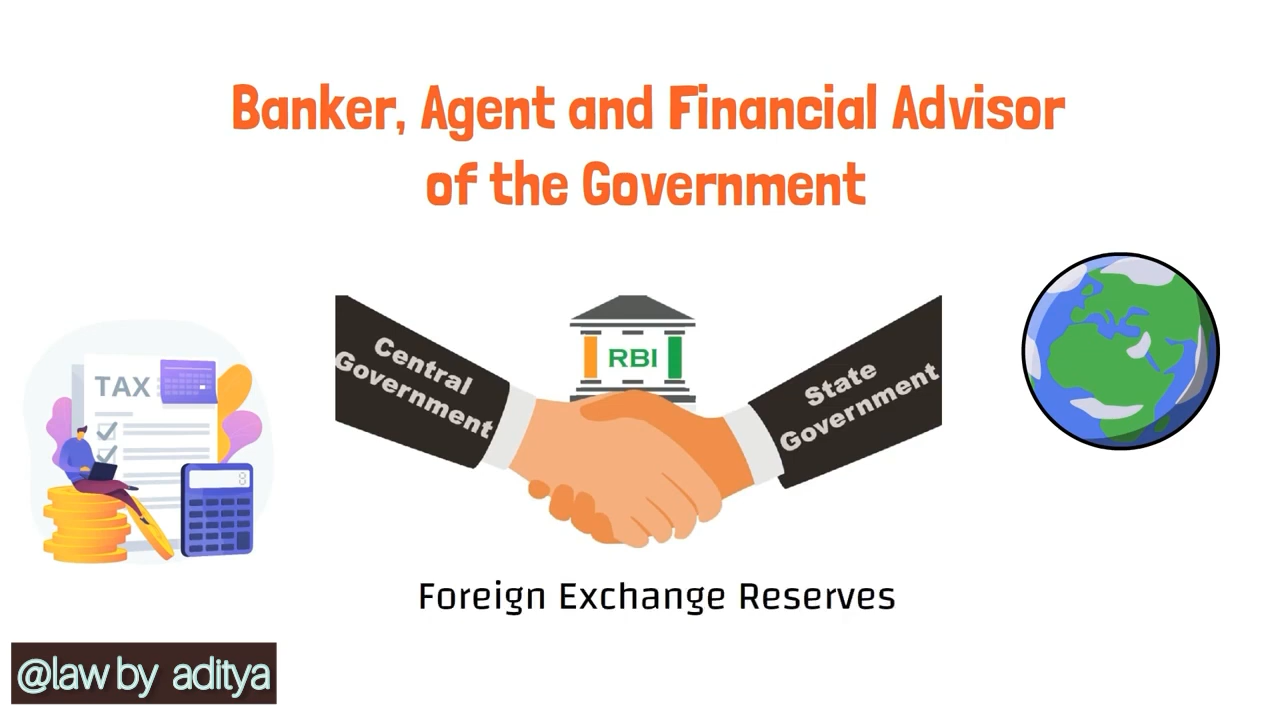 Banker, Agent and Financial Advisor
of the Government
TAX
Central
Government
RBI
State
Government
8
Foreign Exchange Reserves
@law by aditya